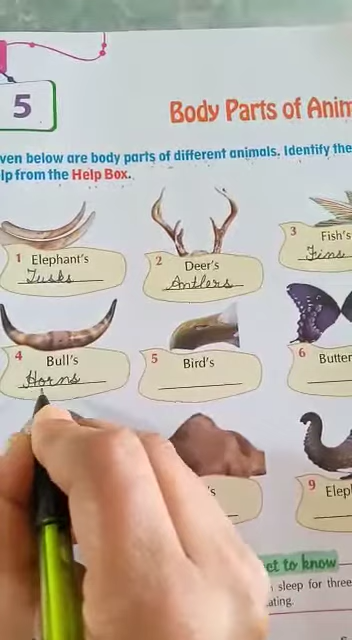 5
Body Parts of Anim
ven below are body parts of different animals. Identify the
lp from the Help Box.
1 Elephant's
Tusks
2 Deer's
Antlers
3 Fish's
Fins
4 Bull's
Horns
5 Bird's
6 Butter
's
9 Elep
et to know
sleep for three
ating.